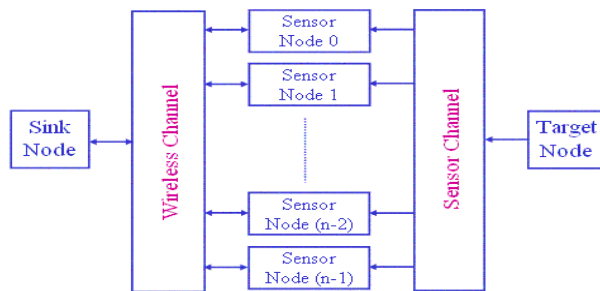 Sink
Node
Wireless Channel
Sensor
Node 0
Sensor
Node 1
Sensor
Node (n-2)
Sensor
Node (n-1)
Sensor Channel
Target
Node